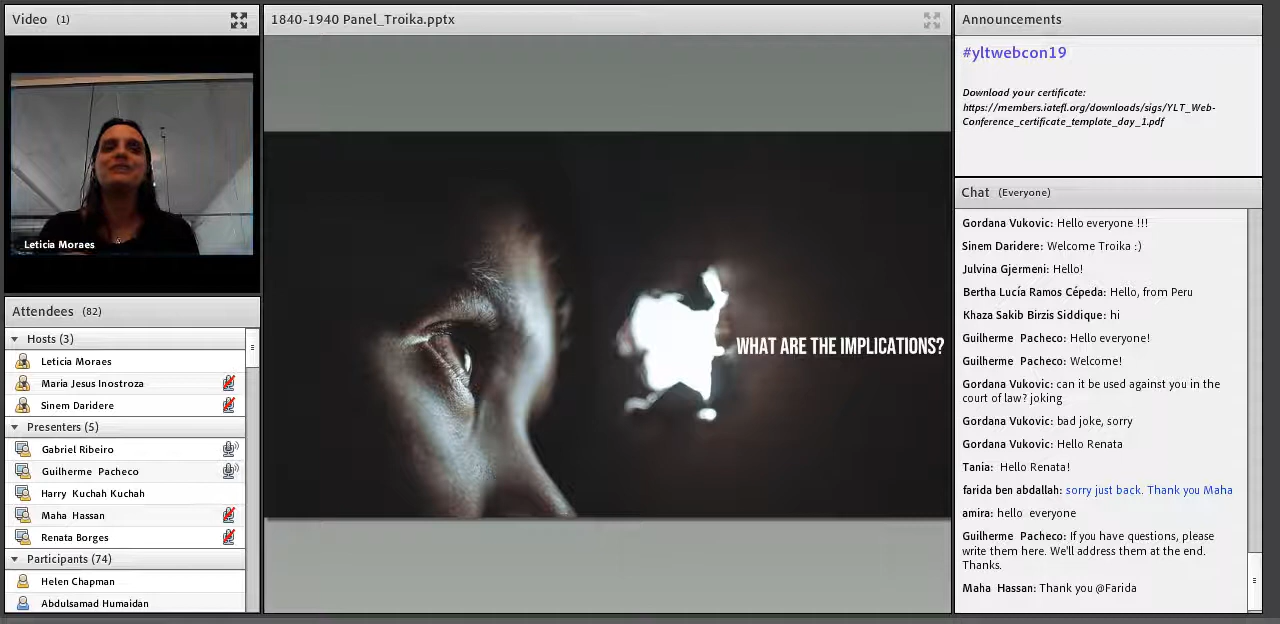 Video (1)
Leticia Moraes
Attendees (82)
Hosts (3)
Leticia Moraes
Maria Jesus Inostroza
Sinem Daridere
Presenters (5)
Gabriel Ribeiro
Guilherme Pacheco
Harry Kuchah Kuchah
Maha Hassan
Renata Borges
Participants (74)
Helen Chapman
Abdulsamad Humaidan
1840-1940 Panel_Troika.pptx
WHAT ARE THE IMPLICATIONS?
Announcements
#yltwebcon19
Download your certificate:
https://members.iatefl.org/downloads/sigs/YLT_Web-
Conference_certificate_template_day_1.pdf
Chat (Everyone)
Gordana Vukovic: Hello everyone !!!
Sinem Daridere: Welcome Troika :)
Julvina Gjermeni: Hello!
Bertha Lucía Ramos Cépeda: Hello, from Peru
Khaza Sakib Birzis Siddique: hi
Guilherme Pacheco: Hello everyone!
Guilherme Pacheco: Welcome!
Gordana Vukovic: can it be used against you in the
court of law? joking
Gordana Vukovic: bad joke, sorry
Gordana Vukovic: Hello Renata
Tania: Hello Renata!
farida ben abdallah: sorry just back. Thank you Maha
amira: hello everyone
Guilherme Pacheco: If you have questions, please
write them here. We'll address them at the end.
Thanks.
Maha Hassan: Thank you @Farida